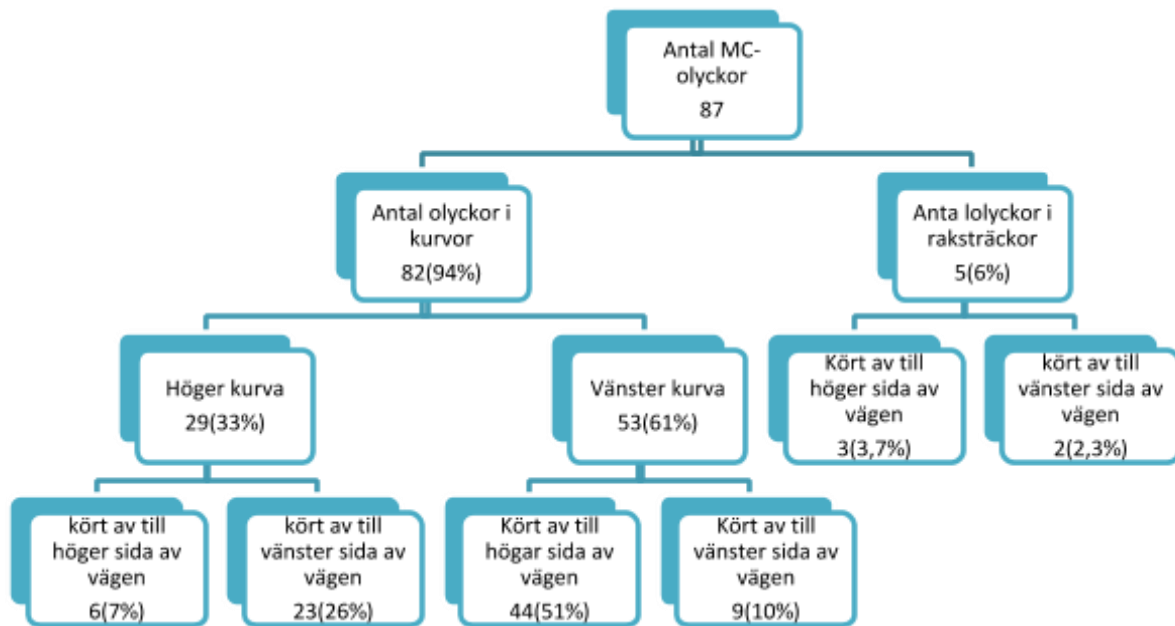 Antal MC-
olyckor
87
Antal olyckor i
kurvor
82(94%)
Anta lolyckor i
raksträckor
5(6%)
Höger kurva
29(33%)
Vänster kurva
53(61%)
Kört av till
höger sida av
vägen
3(3,7%)
kört av till
vänster sida av
vägen
2(2,3%)
kört av till
höger sida av
vägen
6(7%)
kört av till
vänster sida av
vägen
23(26%)
Kört av till
högar sida av
vägen
44(51%)
Kört av till
vänster sida av
vägen
9(10%)